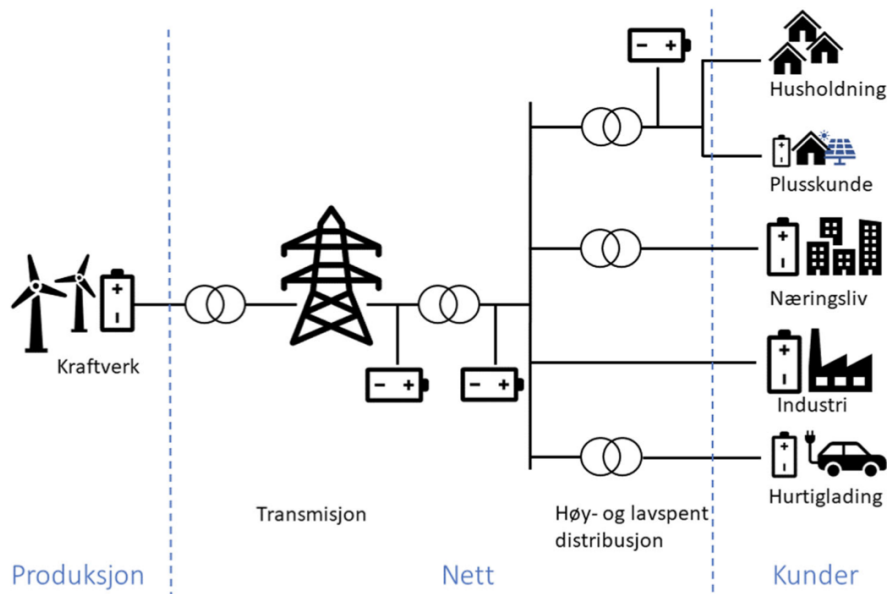 Husholdning
Plusskunde
Næringsliv
Kraftverk
Industri
Hurtiglading
Transmisjon
Høy- og lavspent
distribusjon
Produksjon
Nett
Kunder